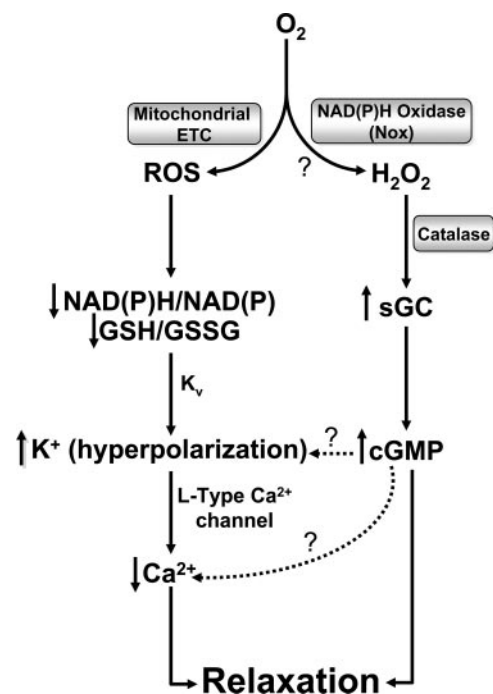 O₂
Mitochondrial
ETC
NAD(P)H Oxidase
(Nox)
?
ROS
H₂O₂
Catalase
↓NAD(P)H/NAD(P)
↓GSH/GSSG
↑sGC
Kᵥ
↑K⁺ (hyperpolarization)
?
↑cGMP
L-Type Ca²⁺
channel
?
↓Ca²⁺
Relaxation